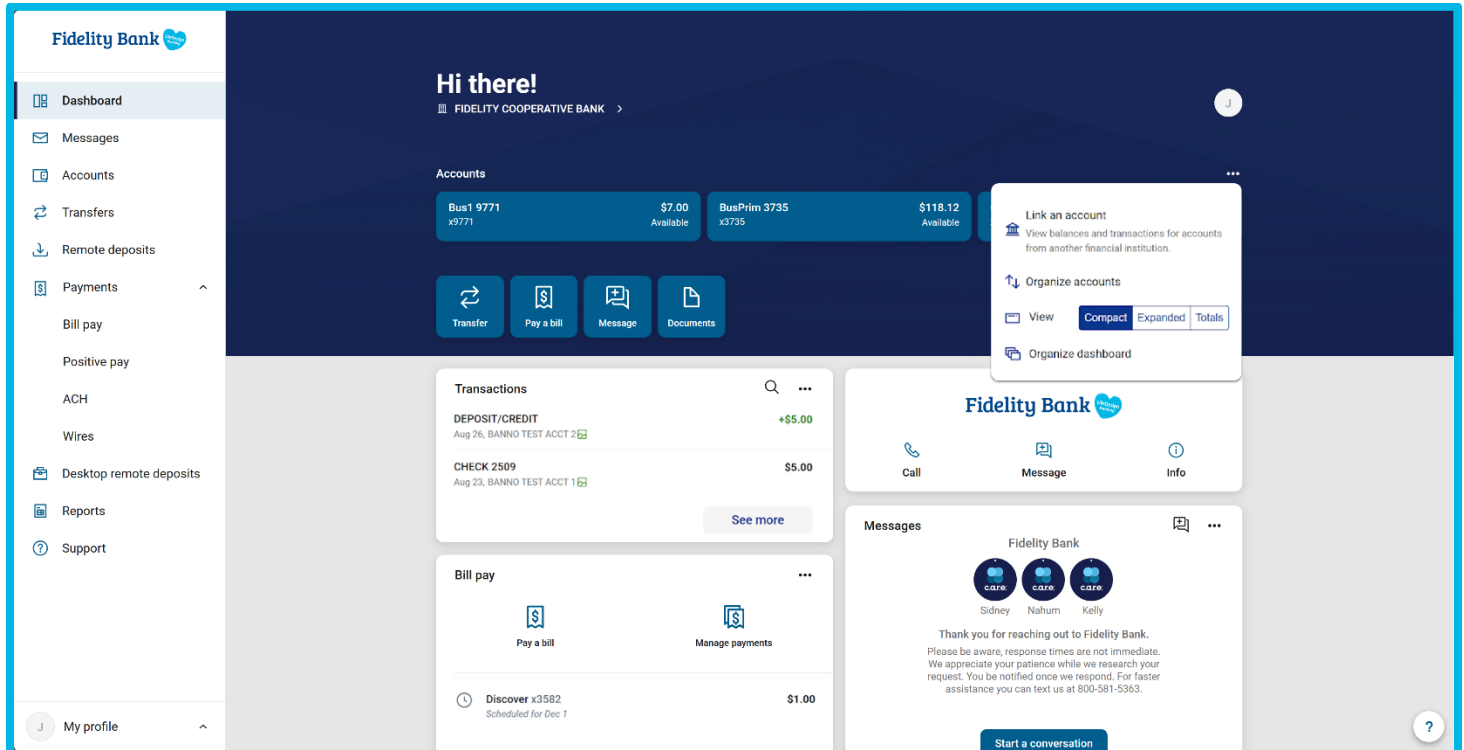 Fidelity Bank
Dashboard
Messages
Accounts
Transfers
Remote deposits
Payments
Bill pay
Positive pay
ACH
Wires
Desktop remote deposits
Reports
Support
J My profile
Hi there!
FIDELITY COOPERATIVE BANK
J
Accounts
Bus1 9771 $7.00
x9771 Available
BusPrim 3735 $118.12
x3735 Available
Link an account
View balances and transactions for accounts
from another financial institution.
Organize accounts
View Compact Expanded Totals
Organize dashboard
Transfer Pay a bill Message Documents
Transactions
DEPOSIT/CREDIT +$5.00
Aug 26, BANNO TEST ACCT 2
CHECK 2509 $5.00
Aug 23, BANNO TEST ACCT 1
See more
Bill pay
Pay a bill Manage payments
Discover x3582 $1.00
Scheduled for Dec 1
Fidelity Bank
Call Message Info
Messages
Fidelity Bank
c.a.r.e. c.a.r.e. c.a.r.e.
Sidney Nahum Kelly
Thank you for reaching out to Fidelity Bank.
Please be aware, response times are not immediate.
We appreciate your patience while we research your
request. You be notified once we respond. For faster
assistance you can text us at 800-581-5363.
Start a conversation
?